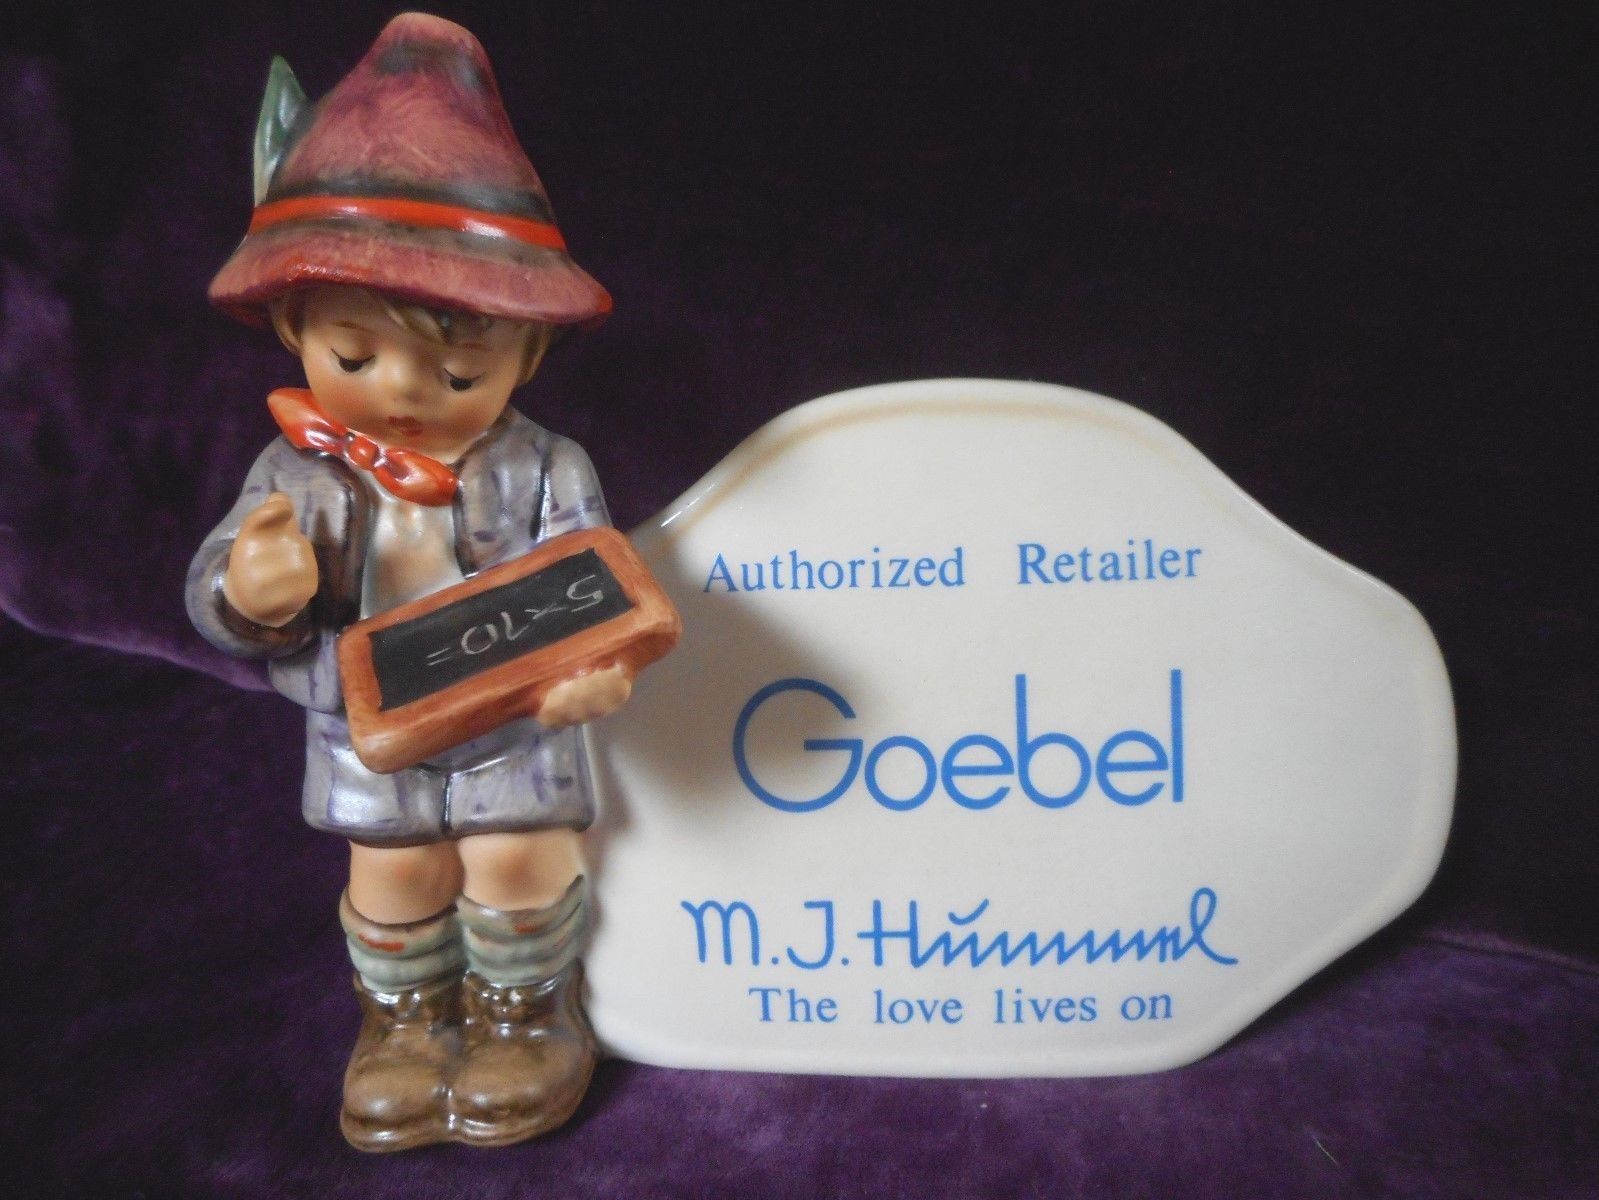 5×10=
Authorized Retailer
Goebel
M.J. Hummel
The love lives on